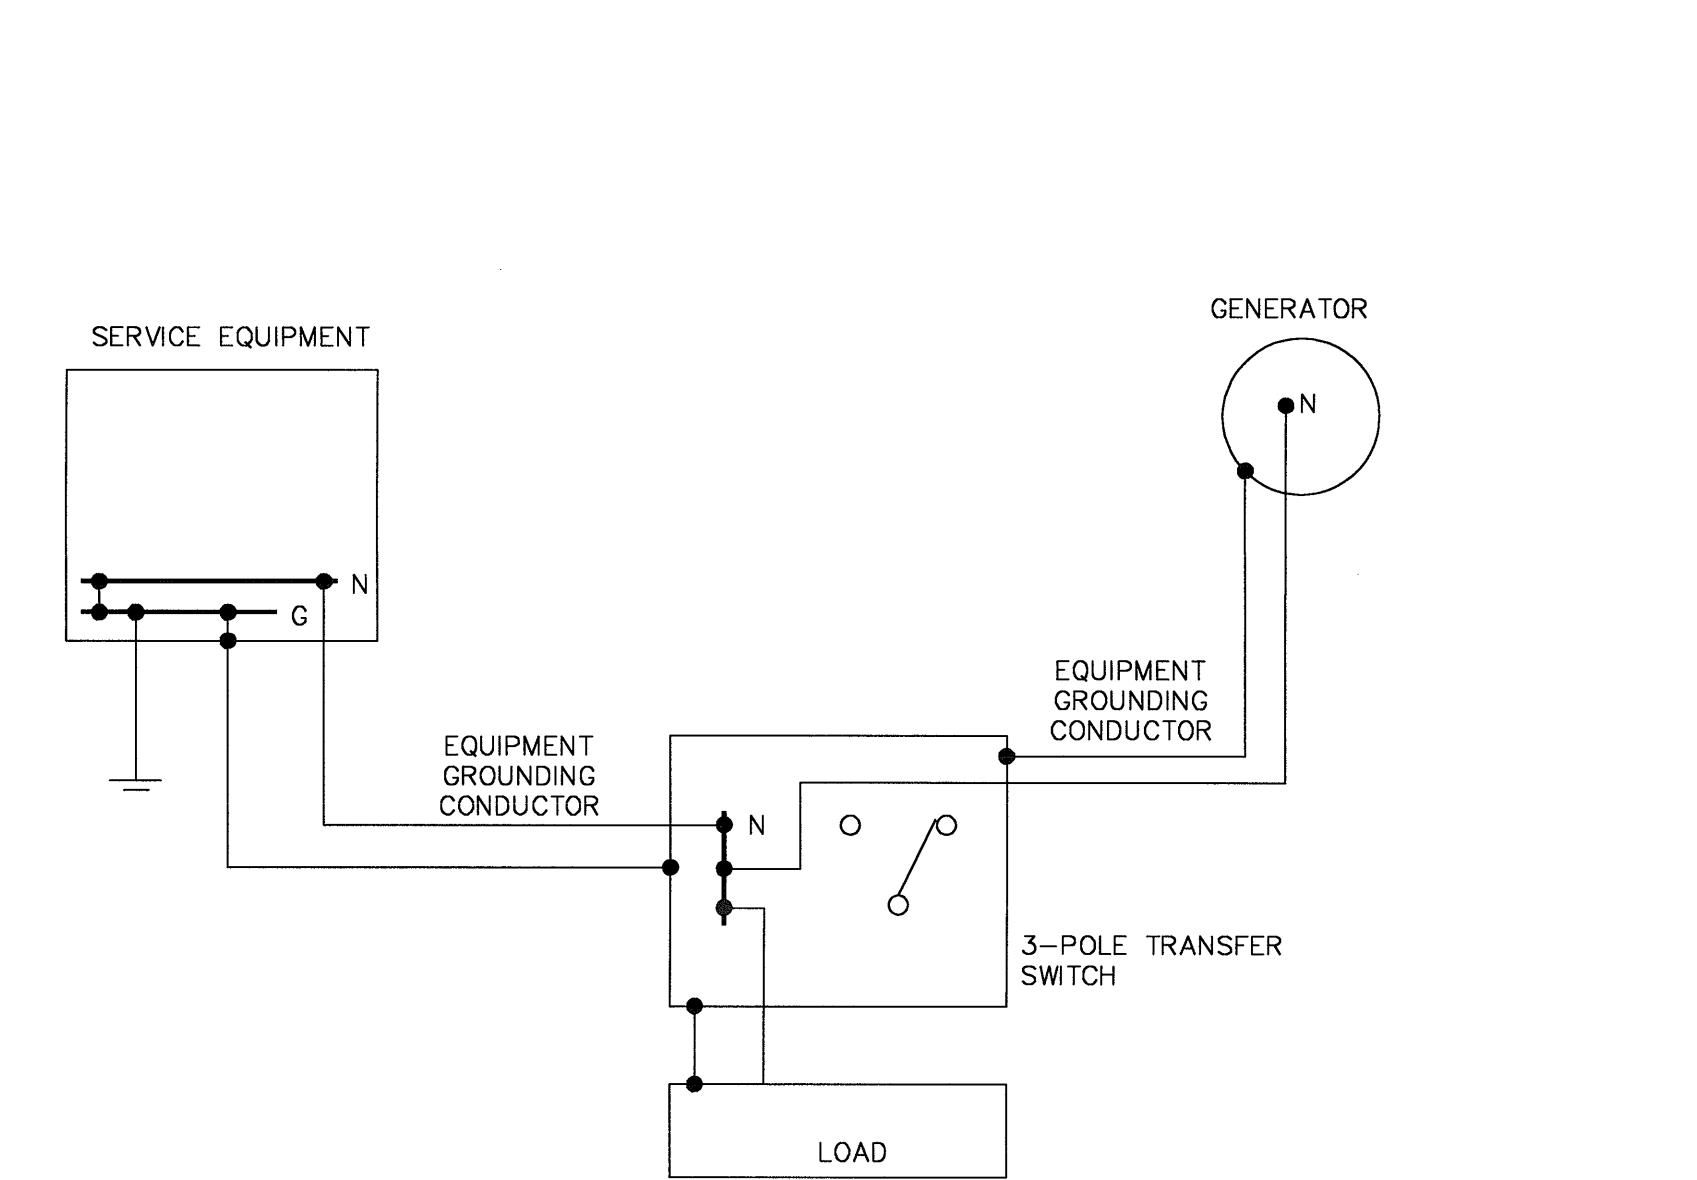 GENERATOR
SERVICE EQUIPMENT
N
N
G
EQUIPMENT
GROUNDING
CONDUCTOR
EQUIPMENT
GROUNDING
CONDUCTOR
N
3-POLE TRANSFER
SWITCH
LOAD